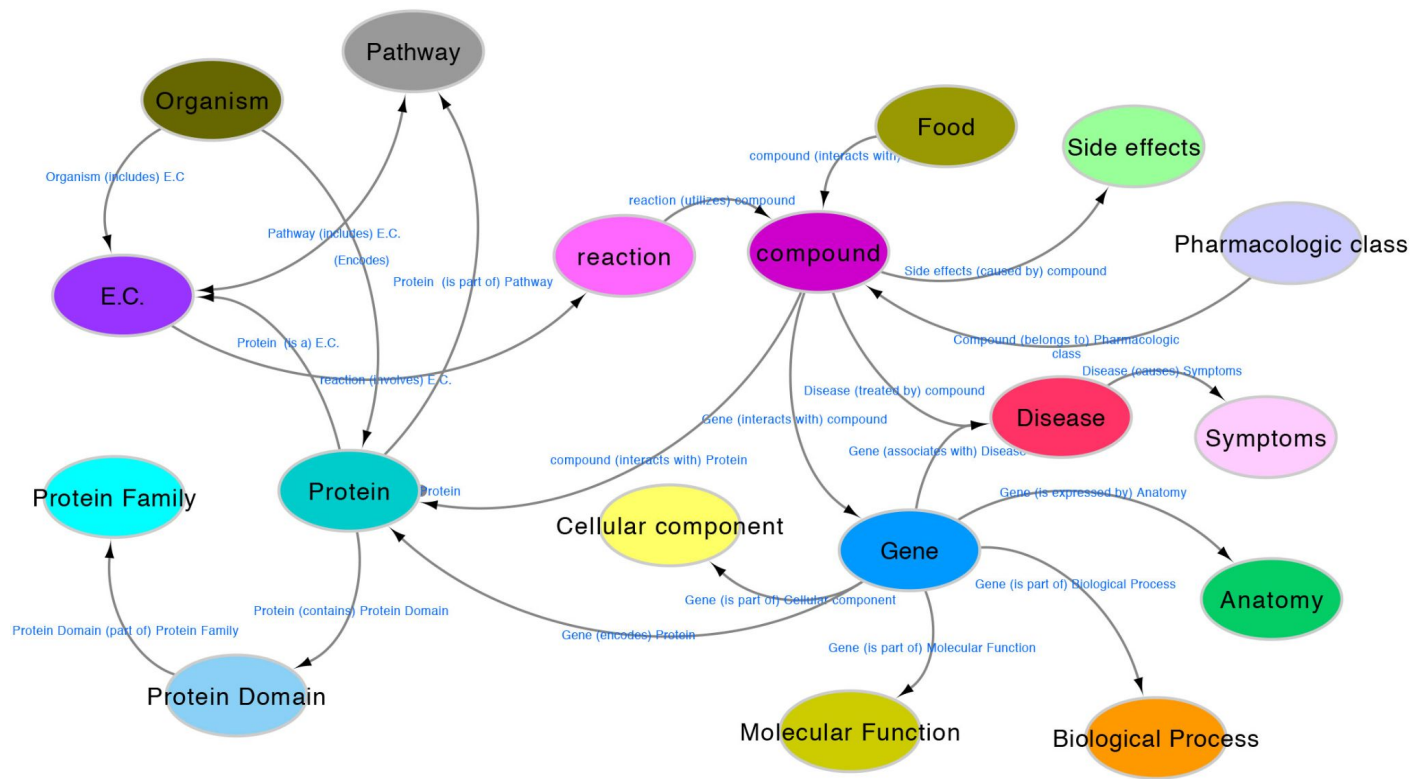 Pathway
Organism
Food
Side effects
compound (interacts with)
Organism (includes) E.C
reaction (utilizes) compound
Pathway (includes) E.C.
(Encodes)
Protein (is part of) Pathway
reaction
compound
Pharmacologic class
Side effects (caused by) compound
E.C.
Protein (is a) E.C.
Compound (belongs to) Pharmacologic
class
reaction (involves) E.C.
Disease (causes) Symptoms
Disease (treated by) compound
Gene (interacts with) compound
Disease
Symptoms
Gene (associates with) Disease
compound (interacts with) Protein
Protein Family
Protein
Protein
Gene (is expressed by) Anatomy
Cellular component
Gene
Gene (is part of) Biological Process
Gene (is part of) Cellular component
Anatomy
Protein (contains) Protein Domain
Protein Domain (part of) Protein Family
Gene (encodes) Protein
Gene (is part of) Molecular Function
Protein Domain
Molecular Function
Biological Process